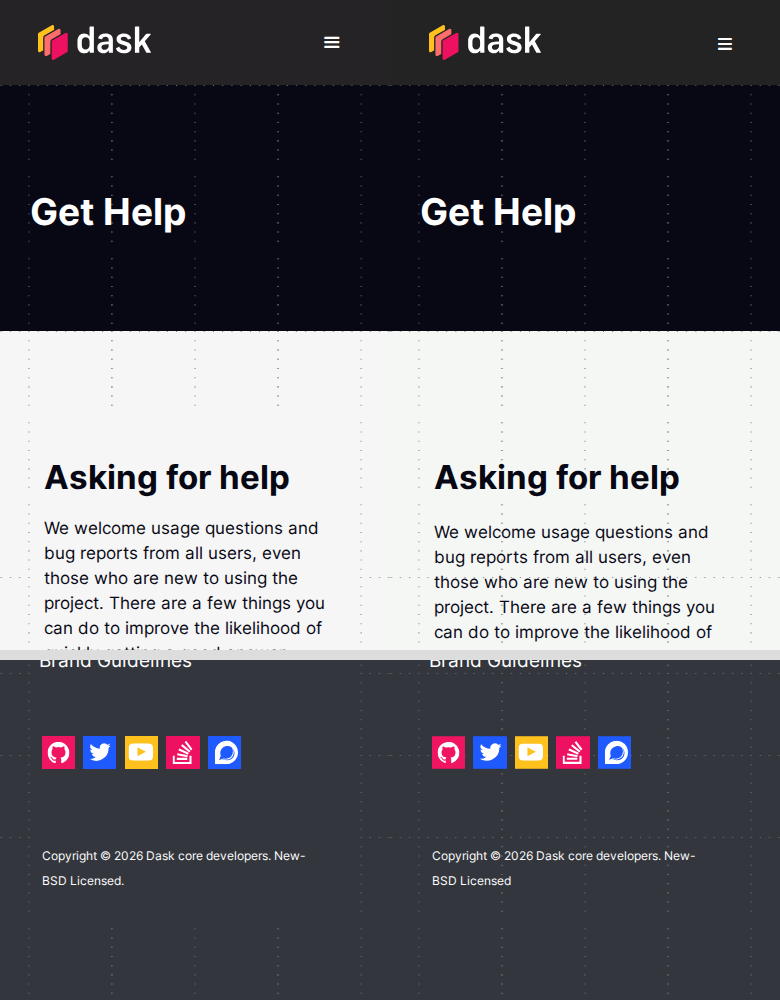 dask
Get Help
Asking for help
We welcome usage questions and
bug reports from all users, even
those who are new to using the
project. There are a few things you
can do to improve the likelihood of
quickly getting a good answer.
Brand Guidelines
Copyright © 2026 Dask core developers. New-
BSD Licensed.
dask
Get Help
Asking for help
We welcome usage questions and
bug reports from all users, even
those who are new to using the
project. There are a few things you
can do to improve the likelihood of
Brand Guidelines
Copyright © 2026 Dask core developers. New-
BSD Licensed